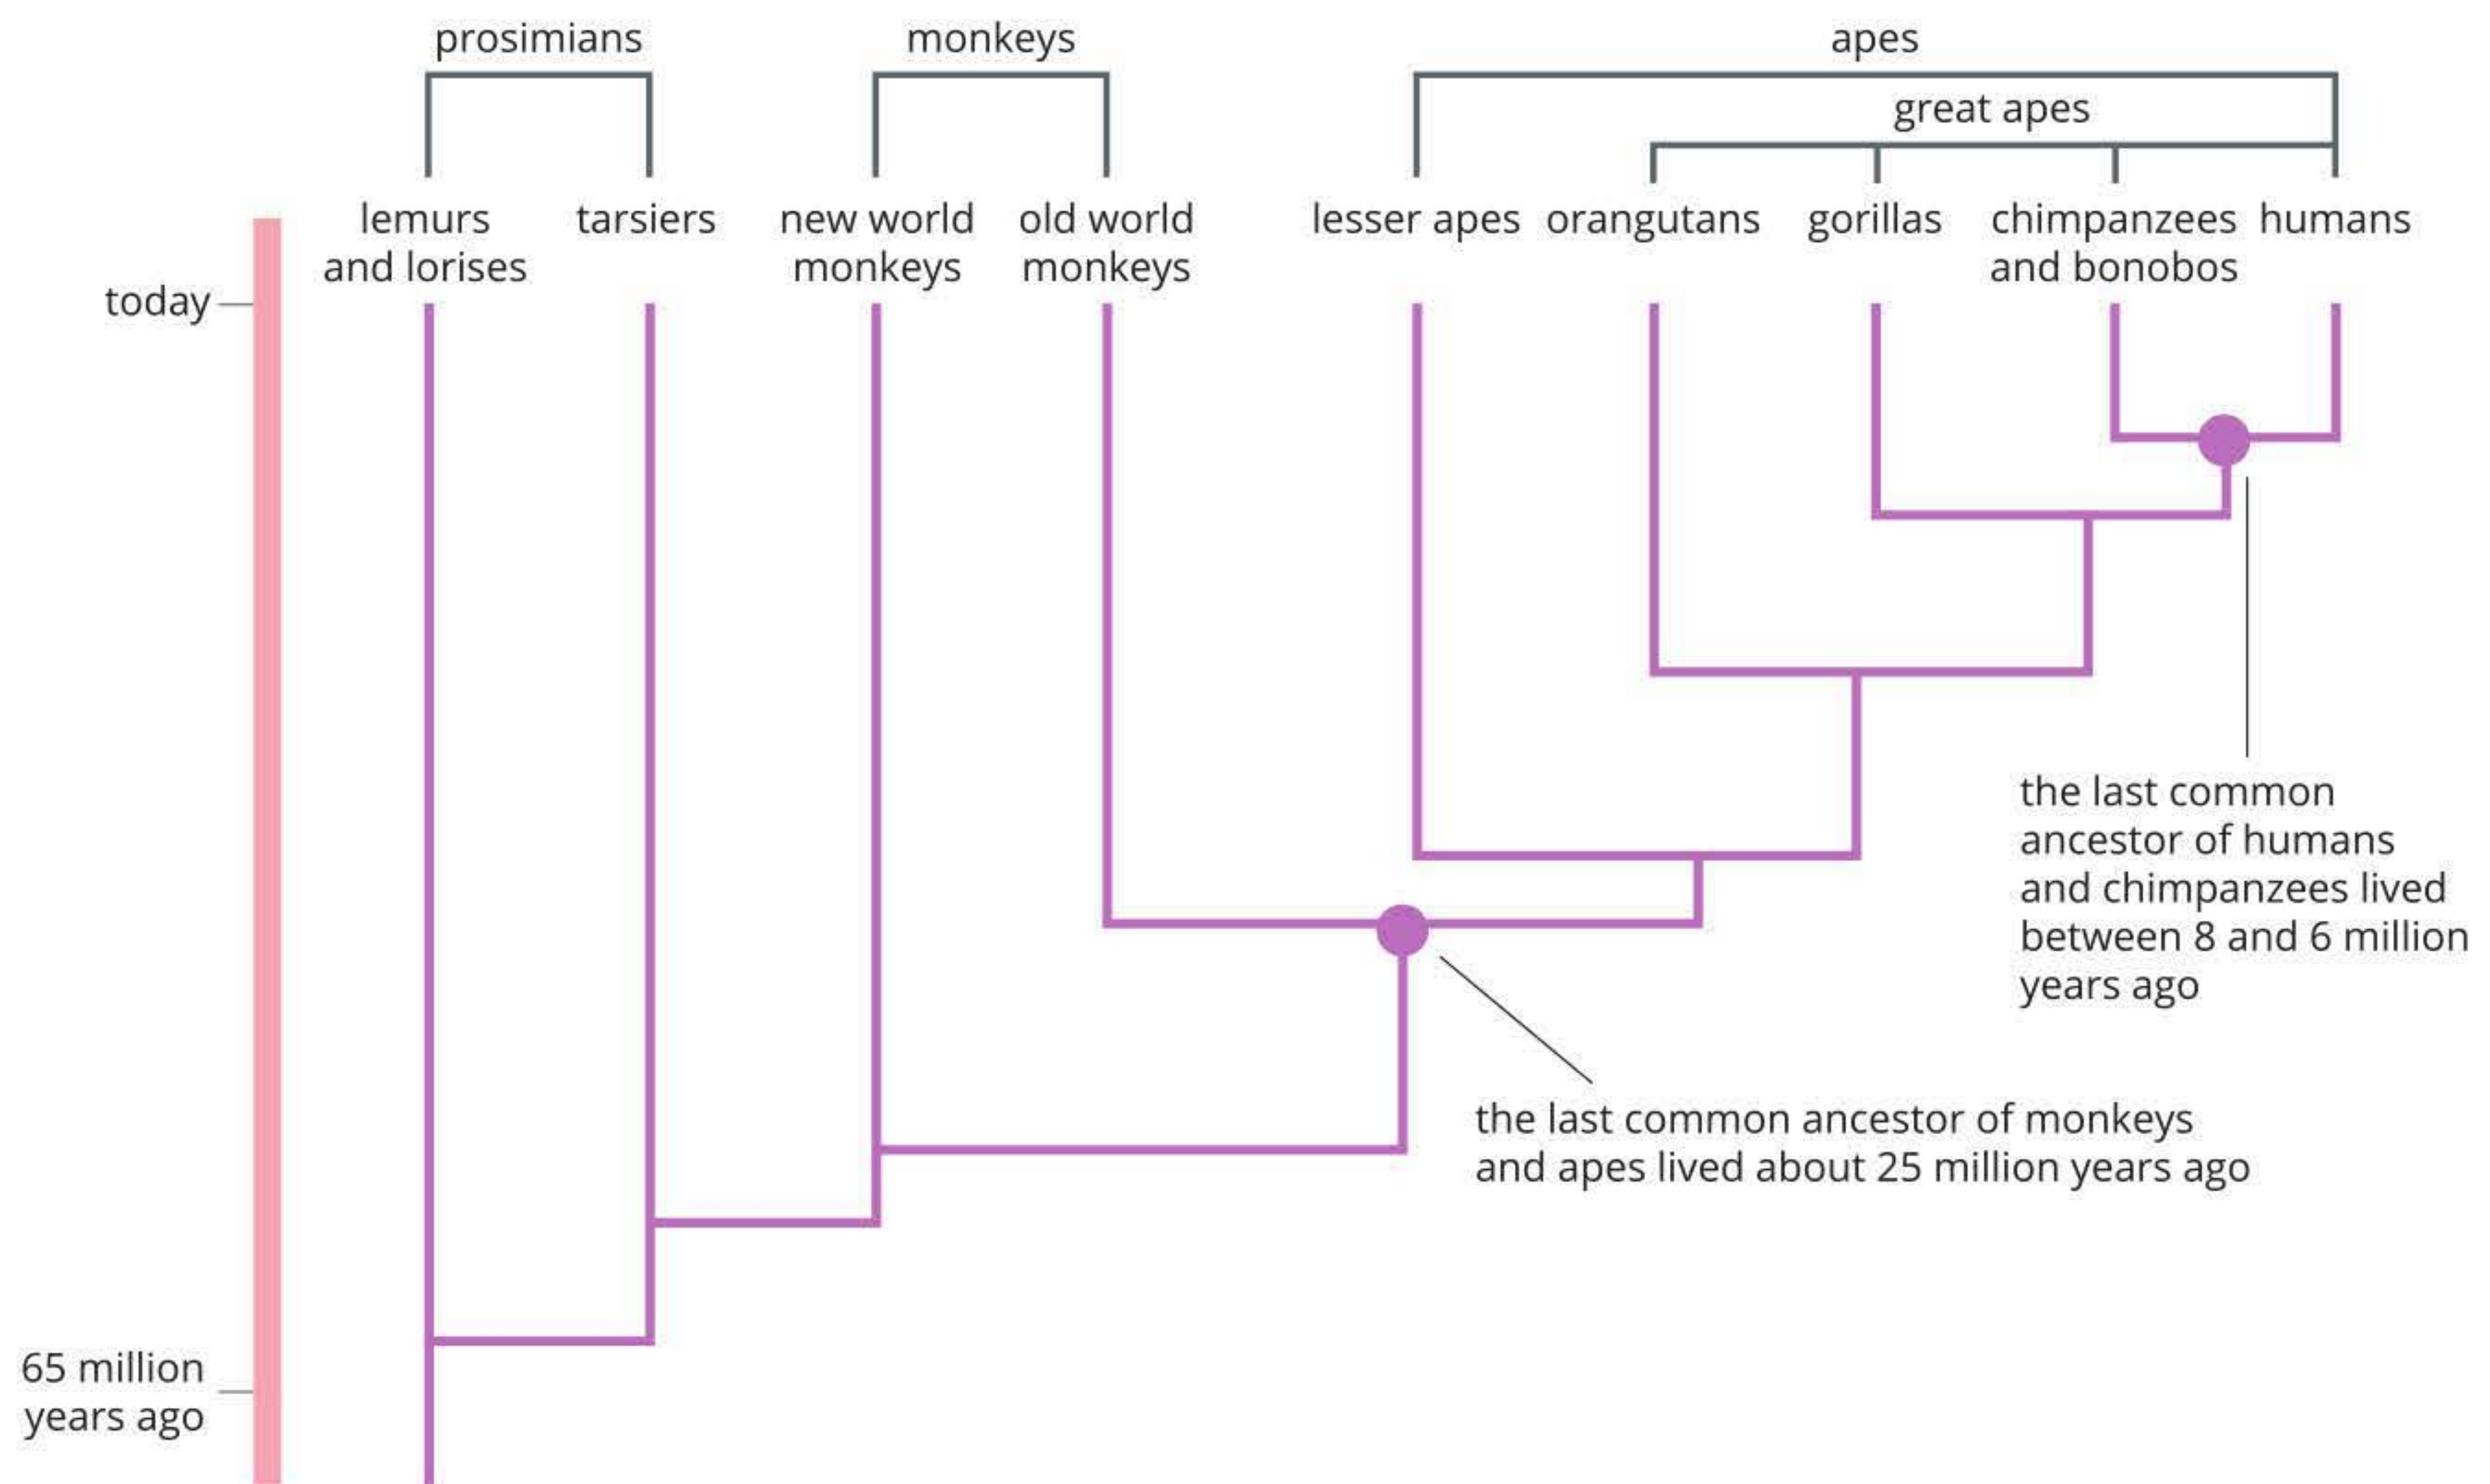 prosimians
monkeys
apes
great apes
lemurs
and lorises
tarsiers
new world
monkeys
old world
monkeys
lesser apes
orangutans
gorillas
chimpanzees
and bonobos
humans
today
the last common
ancestor of humans
and chimpanzees lived
between 8 and 6 million
years ago
the last common ancestor of monkeys
and apes lived about 25 million years ago
65 million
years ago